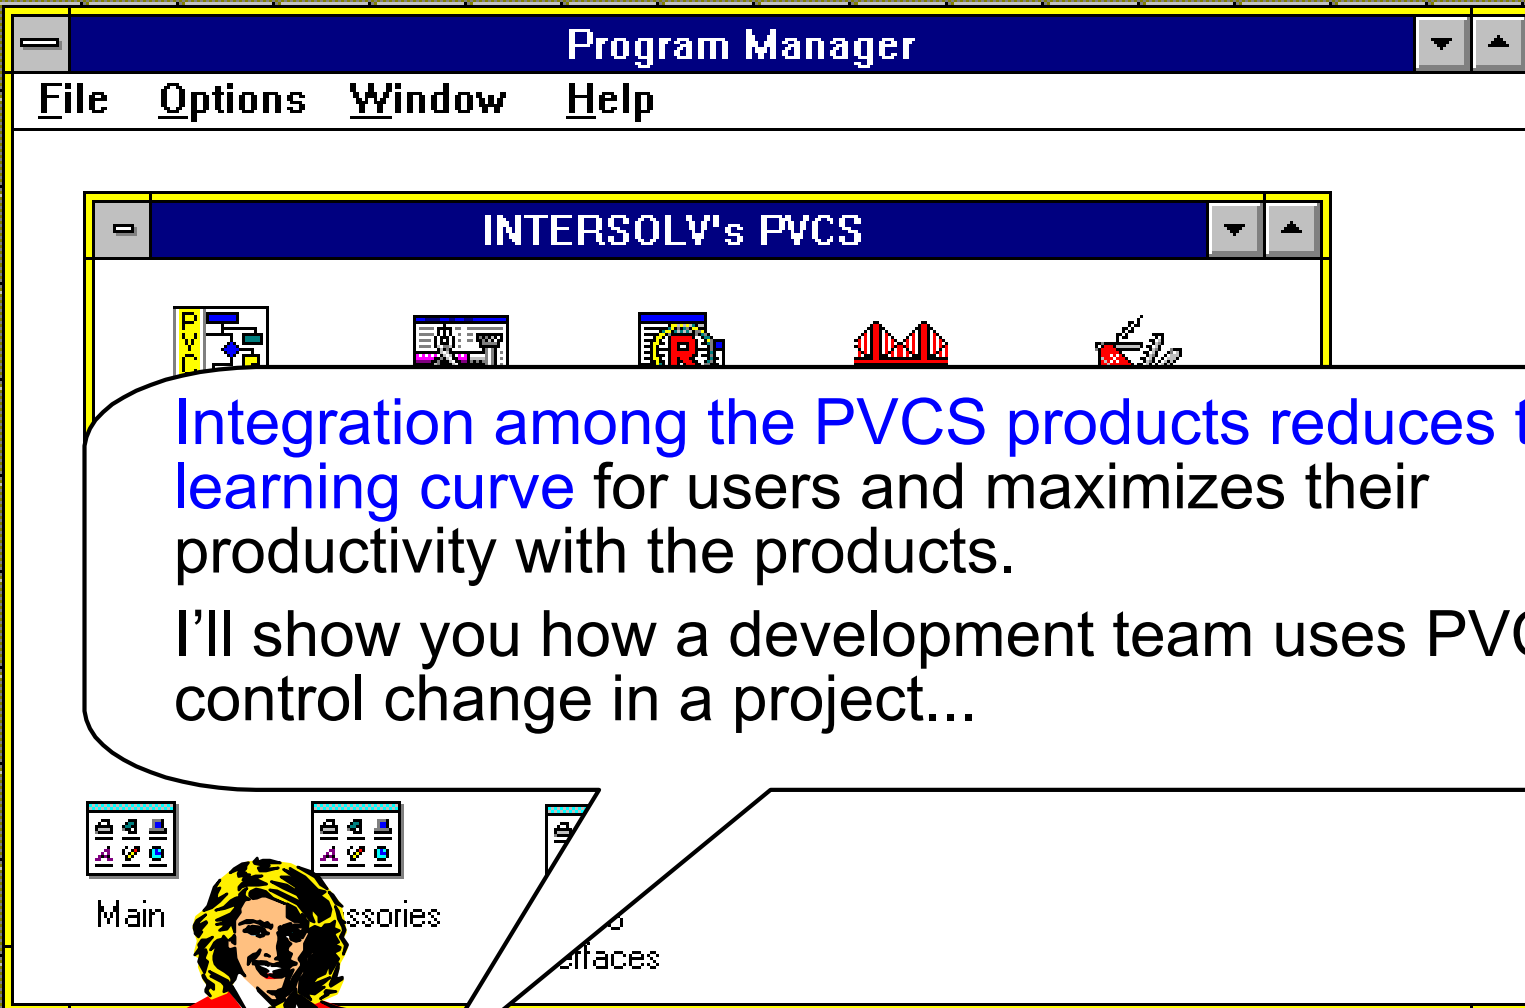 Program Manager
File Options Window Help
INTERSOLV's PVCS
PVC
R
Integration among the PVCS products reduces
learning curve for users and maximizes their
productivity with the products.
I'll show you how a development team uses
control change in a project...
Main